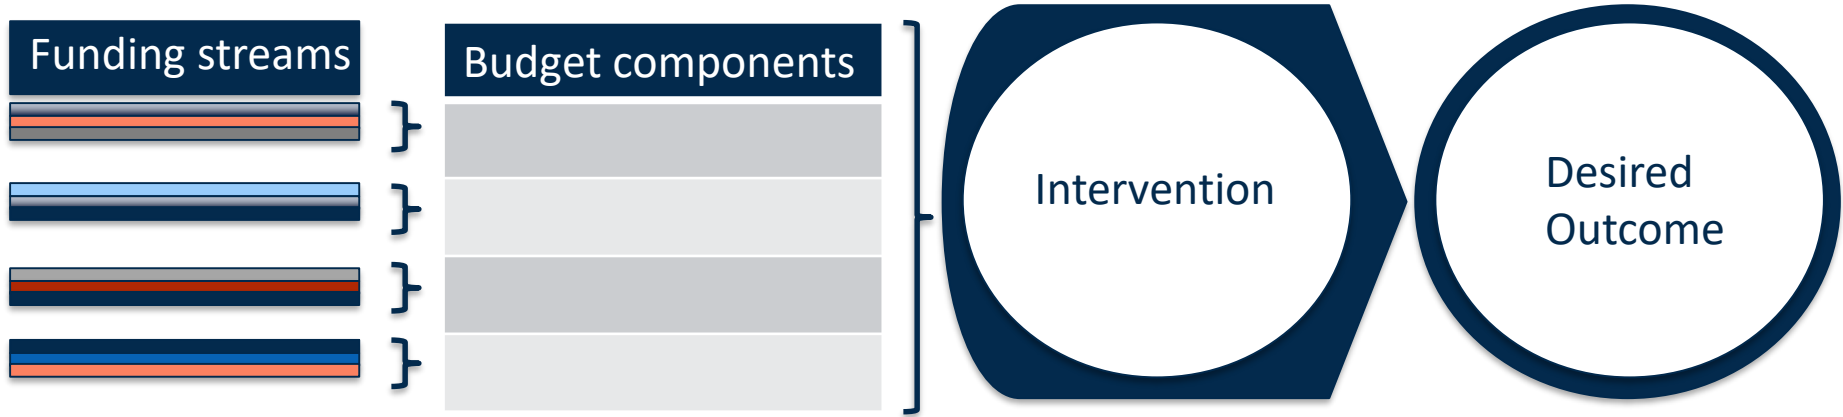 Funding streams
Budget components
Intervention
Desired
Outcome